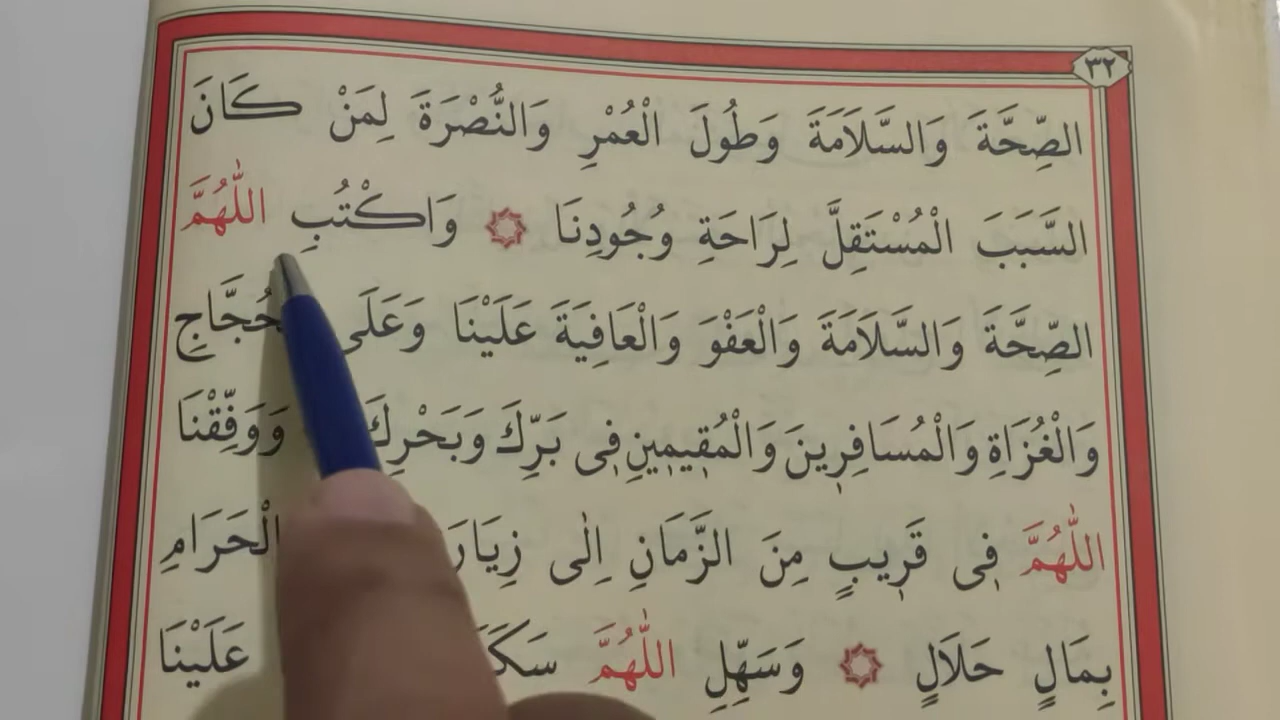 ٣٢
الصِّحَّةَ وَالسَّلَامَةَ وَطُولَ الْعُمْرِ وَالنُّصْرَةَ لِمَنْ كَانَ
السَّبَبَ الْمُسْتَقِلَّ لِرَاحَةِ وُجُودِنَا ۞ وَاكْتُبِ اللّٰهُمَّ
الصِّحَّةَ وَالسَّلَامَةَ وَالْعَفْوَ وَالْعَافِيَةَ عَلَيْنَا وَعَلَى حُجَّاجِ
وَالْغُزَاةِ وَالْمُسَافِرِينَ وَالْمُقِيمِينَ فِى بَرِّكَ وَبَحْرِكَ وَوَفِّقْنَا
اللّٰهُمَّ فِى قَرِيبٍ مِنَ الزَّمَانِ اِلٰى الْحَرَامِ
بِمَالٍ حَلَالٍ ۞ وَسَهِّلِ اللّٰهُمَّ عَلَيْنَا